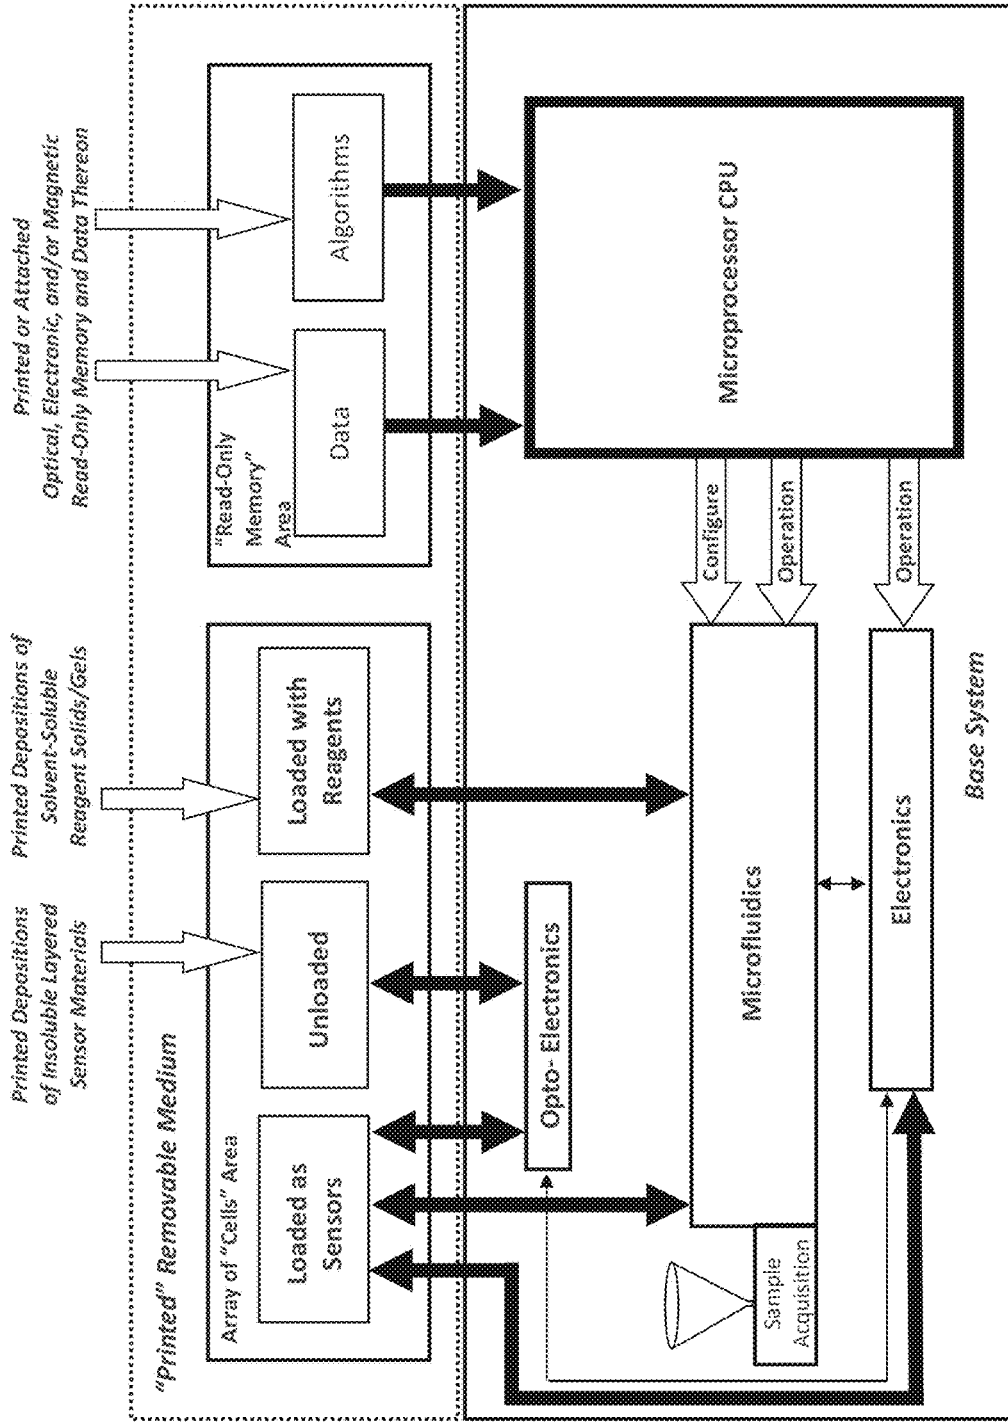 Printed Depositions
of Insoluble Layered
Sensor Materials
Printed Depositions of
Solvent-Soluble
Reagent Solids/Gels
Printed or Attached
Optical, Electronic, and/or Magnetic
Read-Only Memory and Data Thereon
"Printed" Removable Medium
Array of "Cells" Area
Loaded as
Sensors
Unloaded
Loaded with
Reagents
"Read-Only
Memory"
Area
Data
Algorithms
Opto- Electronics
Sample
Acquisition
Microfluidics
Configure
Operation
Operation
Microprocessor CPU
Electronics
Base System